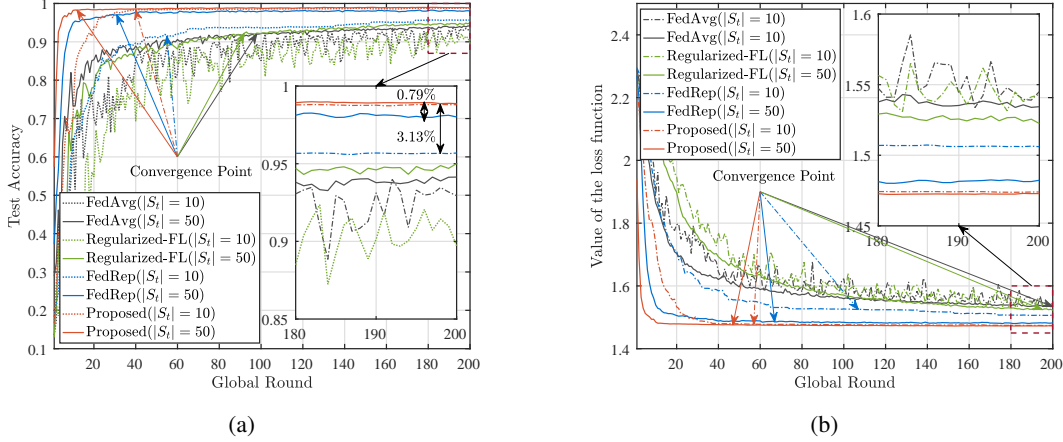 1
0.9
0.8
0.7
0.6
0.5
0.4
0.3
0.2
0.1
Test Accuracy
Convergence Point
FedAvg(|S_t| = 10)
FedAvg(|S_t| = 50)
Regularized-FL(|S_t| = 10)
Regularized-FL(|S_t| = 50)
FedRep(|S_t| = 10)
FedRep(|S_t| = 50)
Proposed(|S_t| = 10)
Proposed(|S_t| = 50)
1
0.79%
3.13%
0.95
0.9
0.85
180 190 200
20 40 60 80 100 120 140 160 180 200
Global Round
(a)
2.5
2.4
2.2
2
1.8
1.6
1.4
Value of the loss function
FedAvg(|S_t| = 10)
FedAvg(|S_t| = 10)
Regularized-FL(|S_t| = 10)
Regularized-FL(|S_t| = 50)
FedRep(|S_t| = 10)
FedRep(|S_t| = 50)
Proposed(|S_t| = 10)
Proposed(|S_t| = 50)
Convergence Point
1.6
1.55
1.5
1.45
180 190 200
20 40 60 80 100 120 140 160 180 200
Global Round
(b)